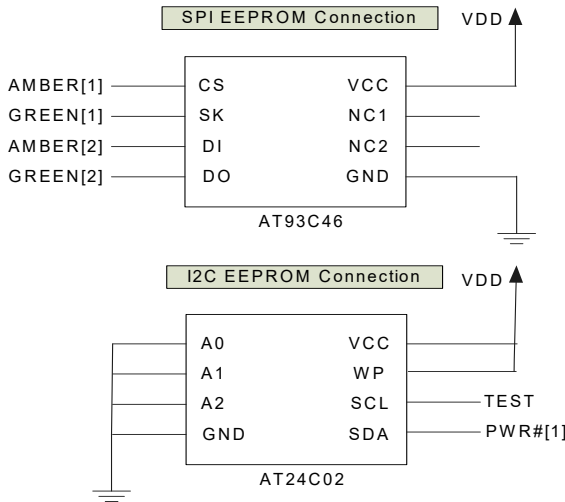 SPI EEPROM Connection
VDD
AMBER[1] CS VCC
GREEN[1] SK NC1
AMBER[2] DI NC2
GREEN[2] DO GND
AT93C46
I2C EEPROM Connection
VDD
A0 VCC
A1 WP
A2 SCL TEST
GND SDA PWR#[1]
AT24C02